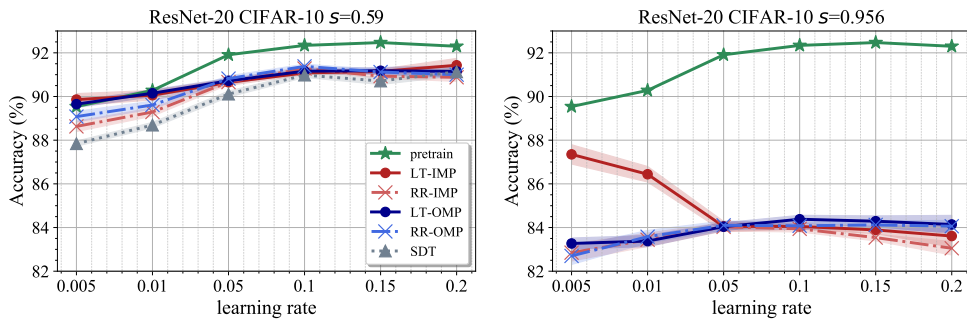 ResNet-20 CIFAR-10 s=0.59
Accuracy (%)
92
90
88
86
84
82
pretrain
LT-IMP
RR-IMP
LT-OMP
RR-OMP
SDT
0.005 0.01 0.05 0.1 0.15 0.2
learning rate
ResNet-20 CIFAR-10 s=0.956
Accuracy (%)
92
90
88
86
84
82
0.005 0.01 0.05 0.1 0.15 0.2
learning rate